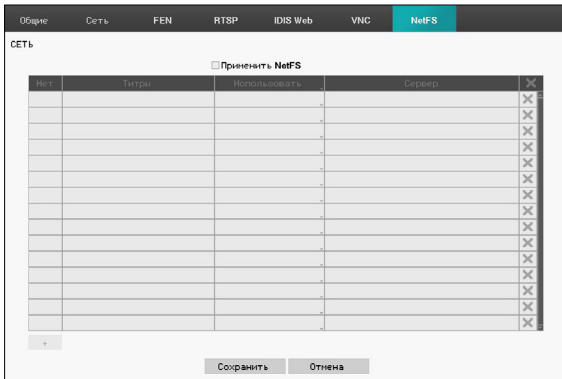 Общие Сеть FEN RTSP IDIS Web VNC NetFS
СЕТЬ
Применить NetFS
Нет Титры Использовать Сервер
+
Сохранить Отмена